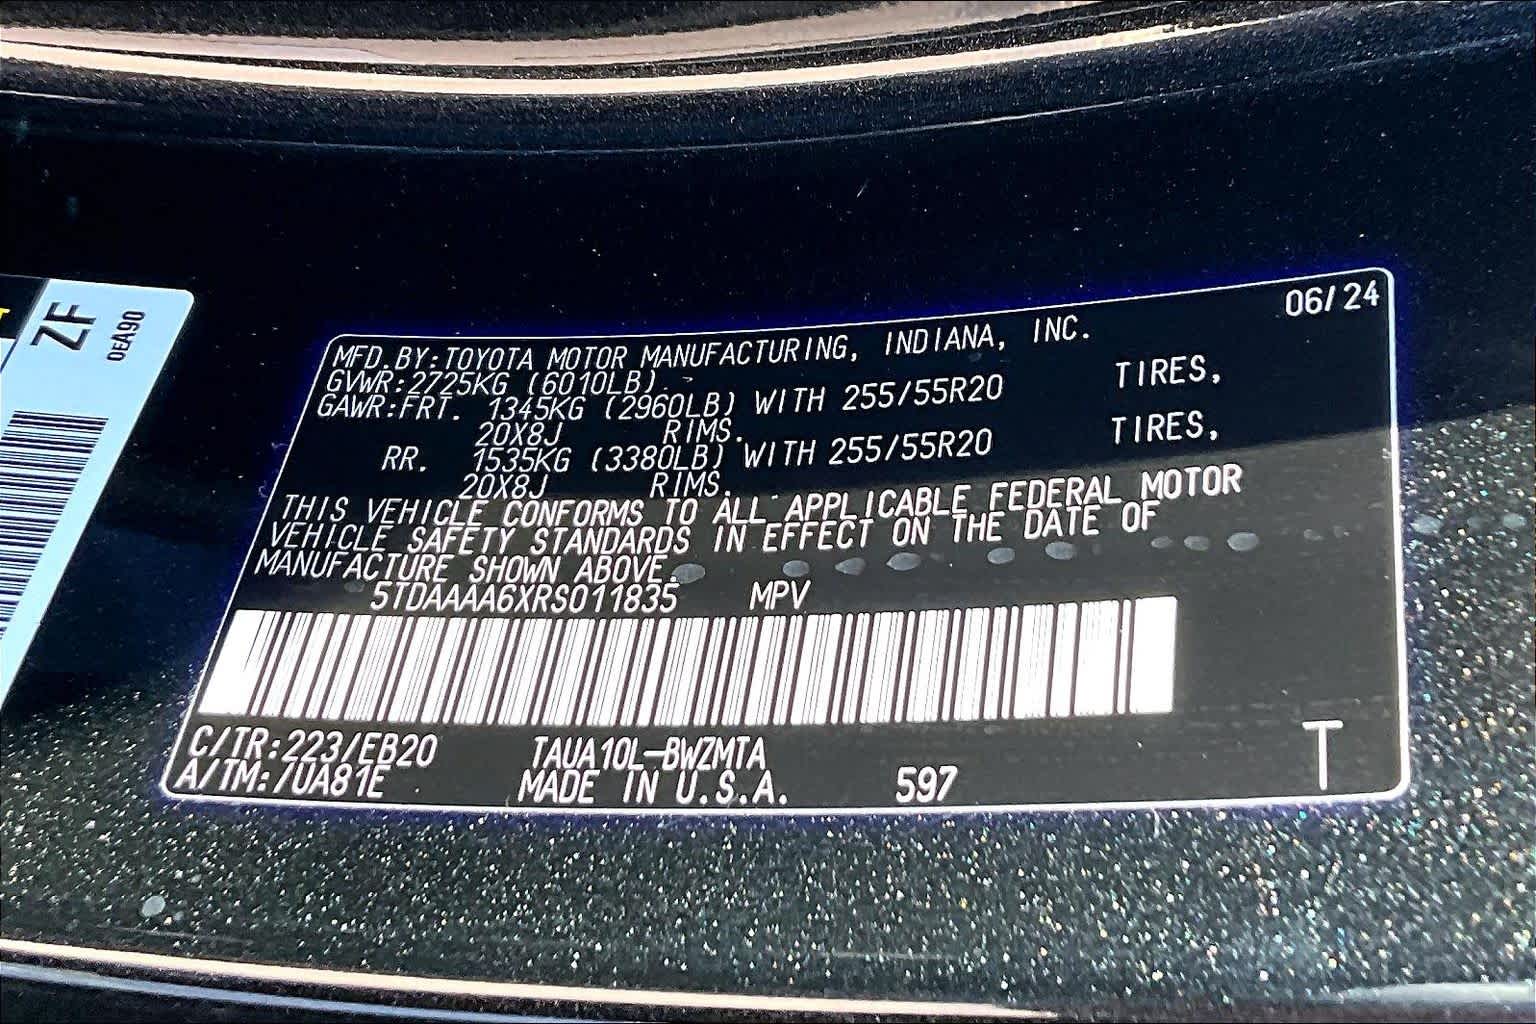 ZF
0EA90
06/24
MFD.BY:TOYOTA MOTOR MANUFACTURING, INDIANA, INC.
GVWR:2725KG (6010LB)
GAWR:FRT. 1345KG (2960LB) WITH 255/55R20 TIRES,
20X8J RIMS.
RR. 1535KG (3380LB) WITH 255/55R20 TIRES,
20X8J RIMS.
THIS VEHICLE CONFORMS TO ALL APPLICABLE FEDERAL MOTOR
VEHICLE SAFETY STANDARDS IN EFFECT ON THE DATE OF
MANUFACTURE SHOWN ABOVE.
5TDAAAA6XRS011835 MPV
C/TR:223/EB20 TAUA10L-BWZMTA
A/TM:/UA81E MADE IN U.S.A. 597 T